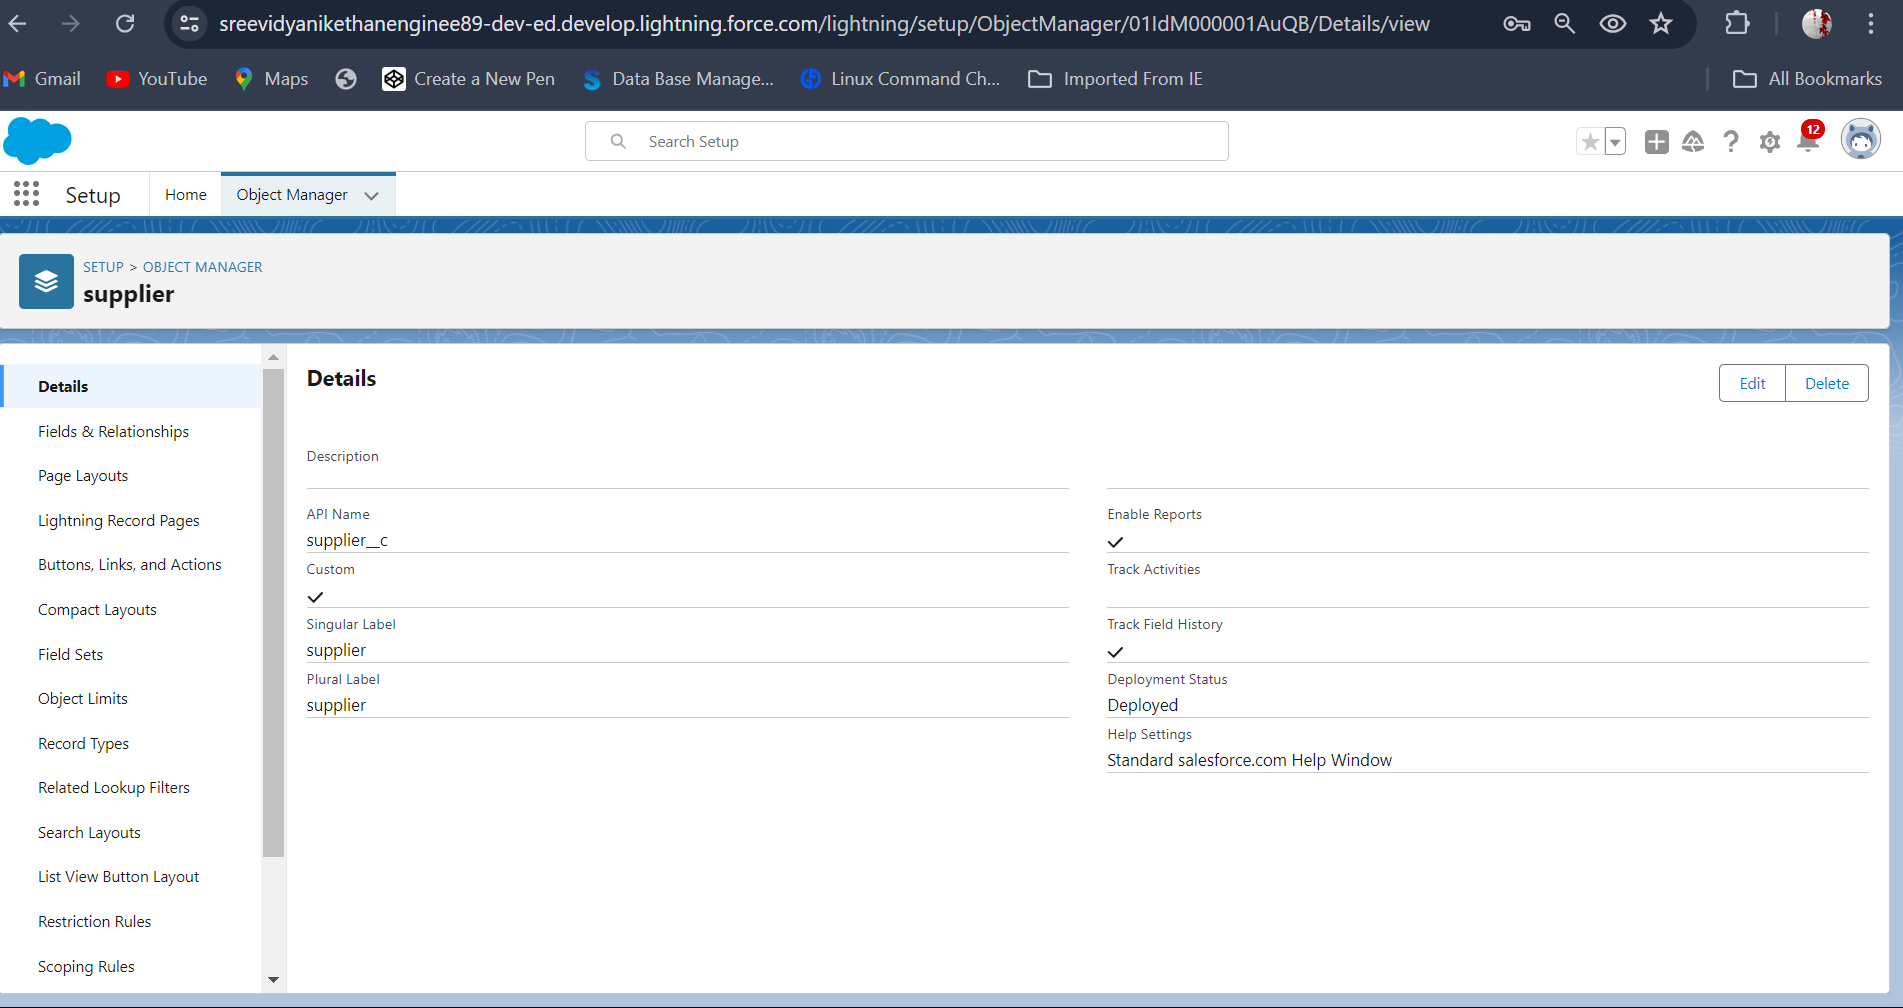 sreevidyanikethanenginee89-dev-ed.develop.lightning.force.com/lightning/setup/ObjectManager/01IdM000001AuQB/Details/view
Gmail YouTube Maps Create a New Pen Data Base Manage... Linux Command Ch... Imported From IE All Bookmarks
Search Setup
12
Setup Home Object Manager
SETUP > OBJECT MANAGER
supplier
Details
Fields & Relationships
Page Layouts
Lightning Record Pages
Buttons, Links, and Actions
Compact Layouts
Field Sets
Object Limits
Record Types
Related Lookup Filters
Search Layouts
List View Button Layout
Restriction Rules
Scoping Rules
Details
Edit Delete
Description
API Name
supplier__c
Custom
Singular Label
supplier
Plural Label
supplier
Enable Reports
Track Activities
Track Field History
Deployment Status
Deployed
Help Settings
Standard salesforce.com Help Window